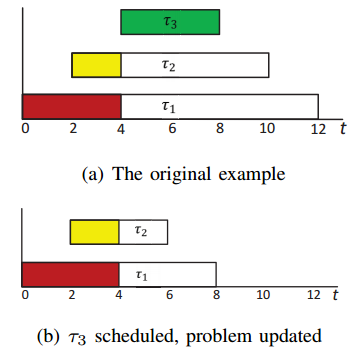 τ3
τ2
τ1
0 2 4 6 8 10 12 t
(a) The original example
τ2
τ1
0 2 4 6 8 10 12 t
(b) τ3 scheduled, problem updated